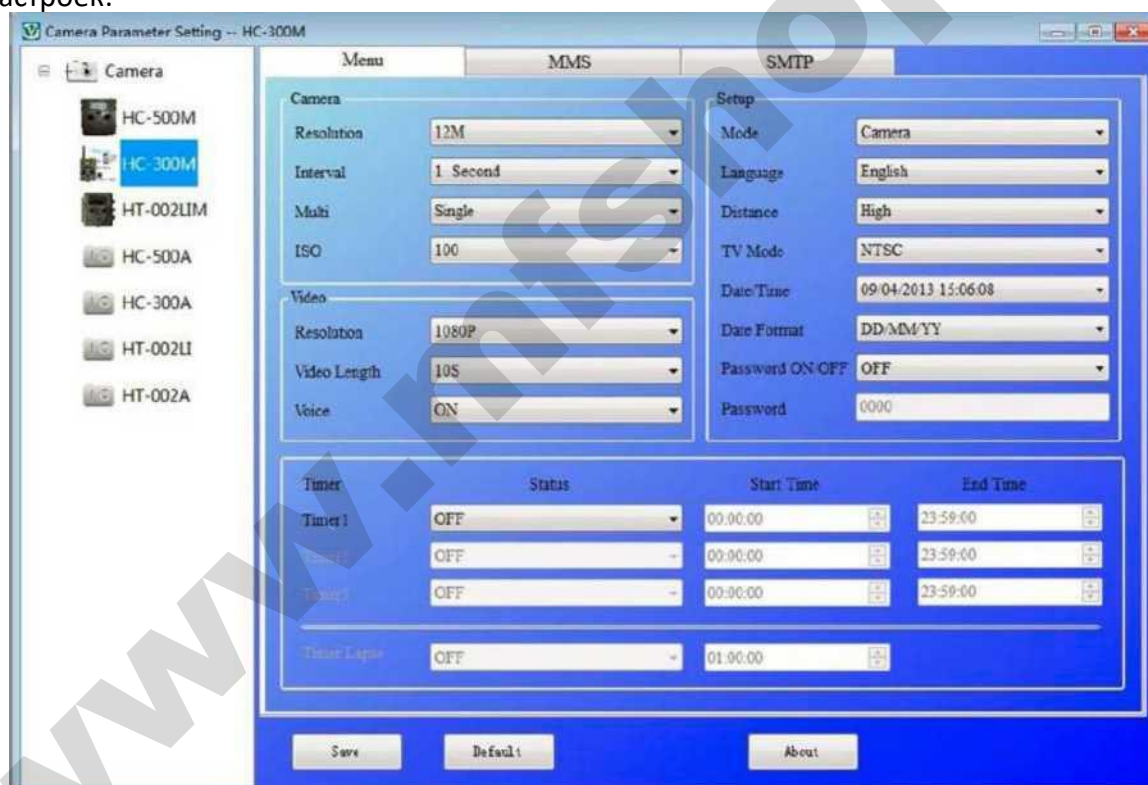 астроек.
Camera Parameter Setting -- HC-300M
Camera
HC-500M
HC-300M
HT-002LIM
HC-500A
HC-300A
HT-002LI
HT-002A
Menu MMS SMTP
Camera
Resolution 12M
Interval 1 Second
Multi Single
ISO 100
Video
Resolution 1080P
Video Length 10S
Voice ON
Setup
Mode Camera
Language English
Distance High
TV Mode NTSC
Date/Time 09/04/2013 15:06:08
Date Format DD/MM/YY
Password ON/OFF OFF
Password 0000
Timer Status Start Time End Time
Timer1 OFF 00:00:00 23:59:00
Timer2 OFF 00:00:00 23:59:00
Timer3 OFF 00:00:00 23:59:00
Timer Lapse OFF 01:00:00
Save Default About
www.mfshop